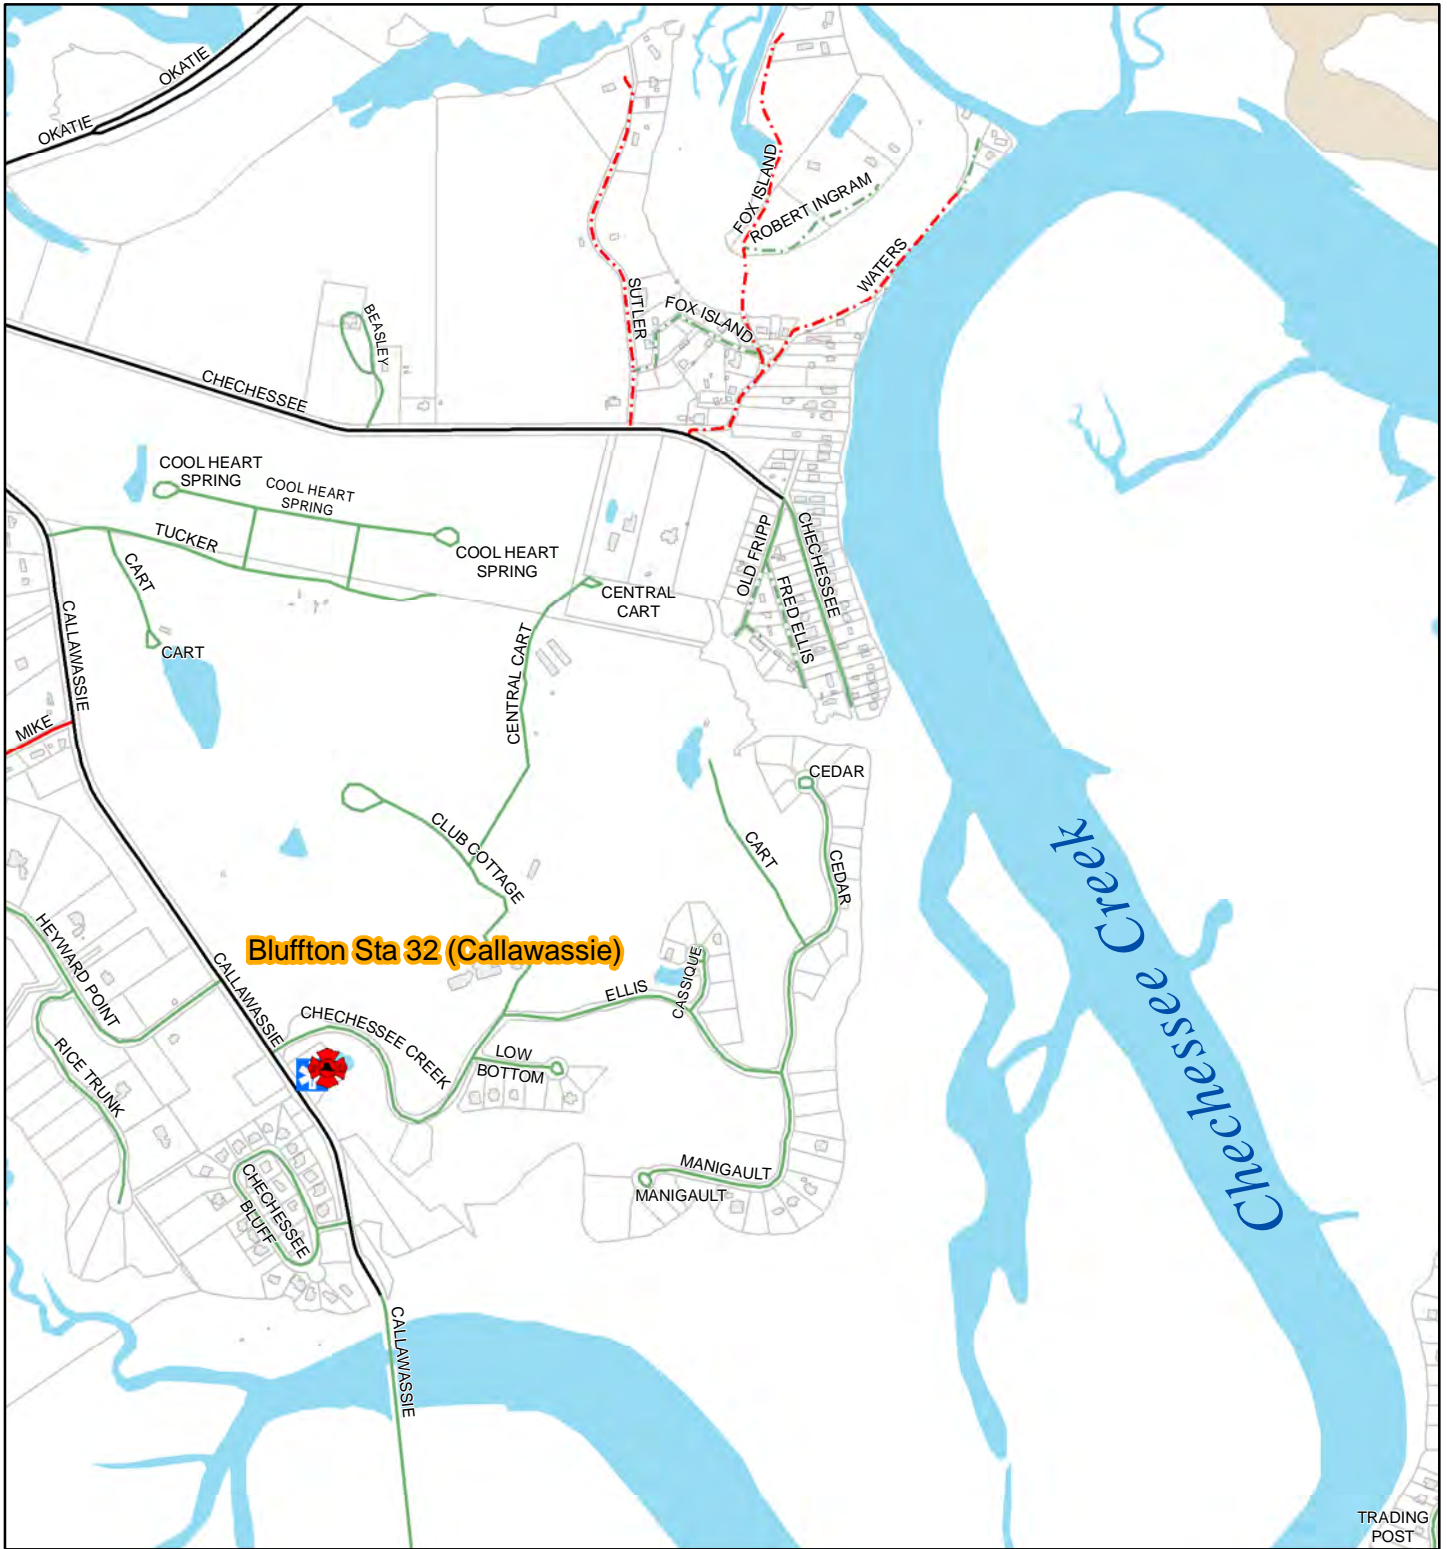 OKATIE
OKATIE
FOX ISLAND
ROBERT INGRAM
WATERS
SUTLER
FOX ISLAND
BEASLEY
CHECHESSEE
COOL HEART
SPRING
COOL HEART
SPRING
COOL HEART
SPRING
TUCKER
CART
CART
CENTRAL
CART
CENTRAL CART
OLD FRIPP
FRED ELLIS
CHECHESSEE
CALLAWASSIE
MIKE
CEDAR
CEDAR
CART
CLUB COTTAGE
Chechessee Creek
HEYWARD POINT
Bluffton Sta 32 (Callawassie)
CALLAWASSIE
CASSIQUE
ELLIS
CHECHESSEE CREEK
LOW
BOTTOM
RICE TRUNK
MANIGAULT
MANIGAULT
CHECHESSEE
BLUFF
CALLAWASSIE
TRADING
POST